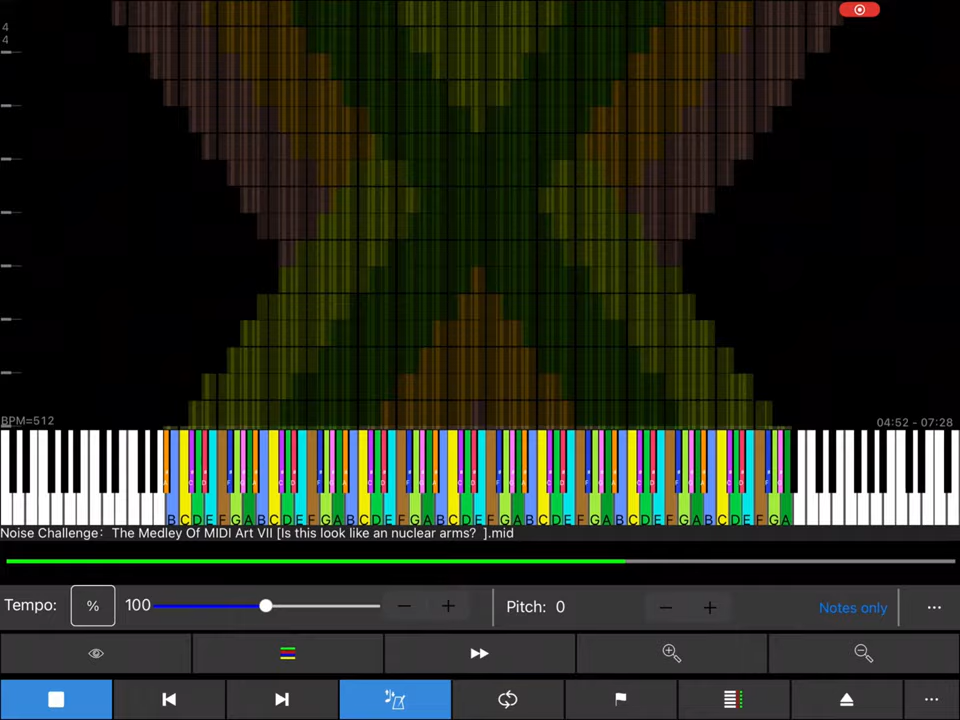 4
4
BPM=512
04:52 - 07:28
B C D E F G A B C D E F G A B C D E F G A B C D E F G A B C D E F G A B C D E F G A B C D E F G A
Noise Challenge: The Medley Of MIDI Art VII [Is this look like an nuclear arms? ].mid
Tempo: % 100 Pitch: 0 Notes only